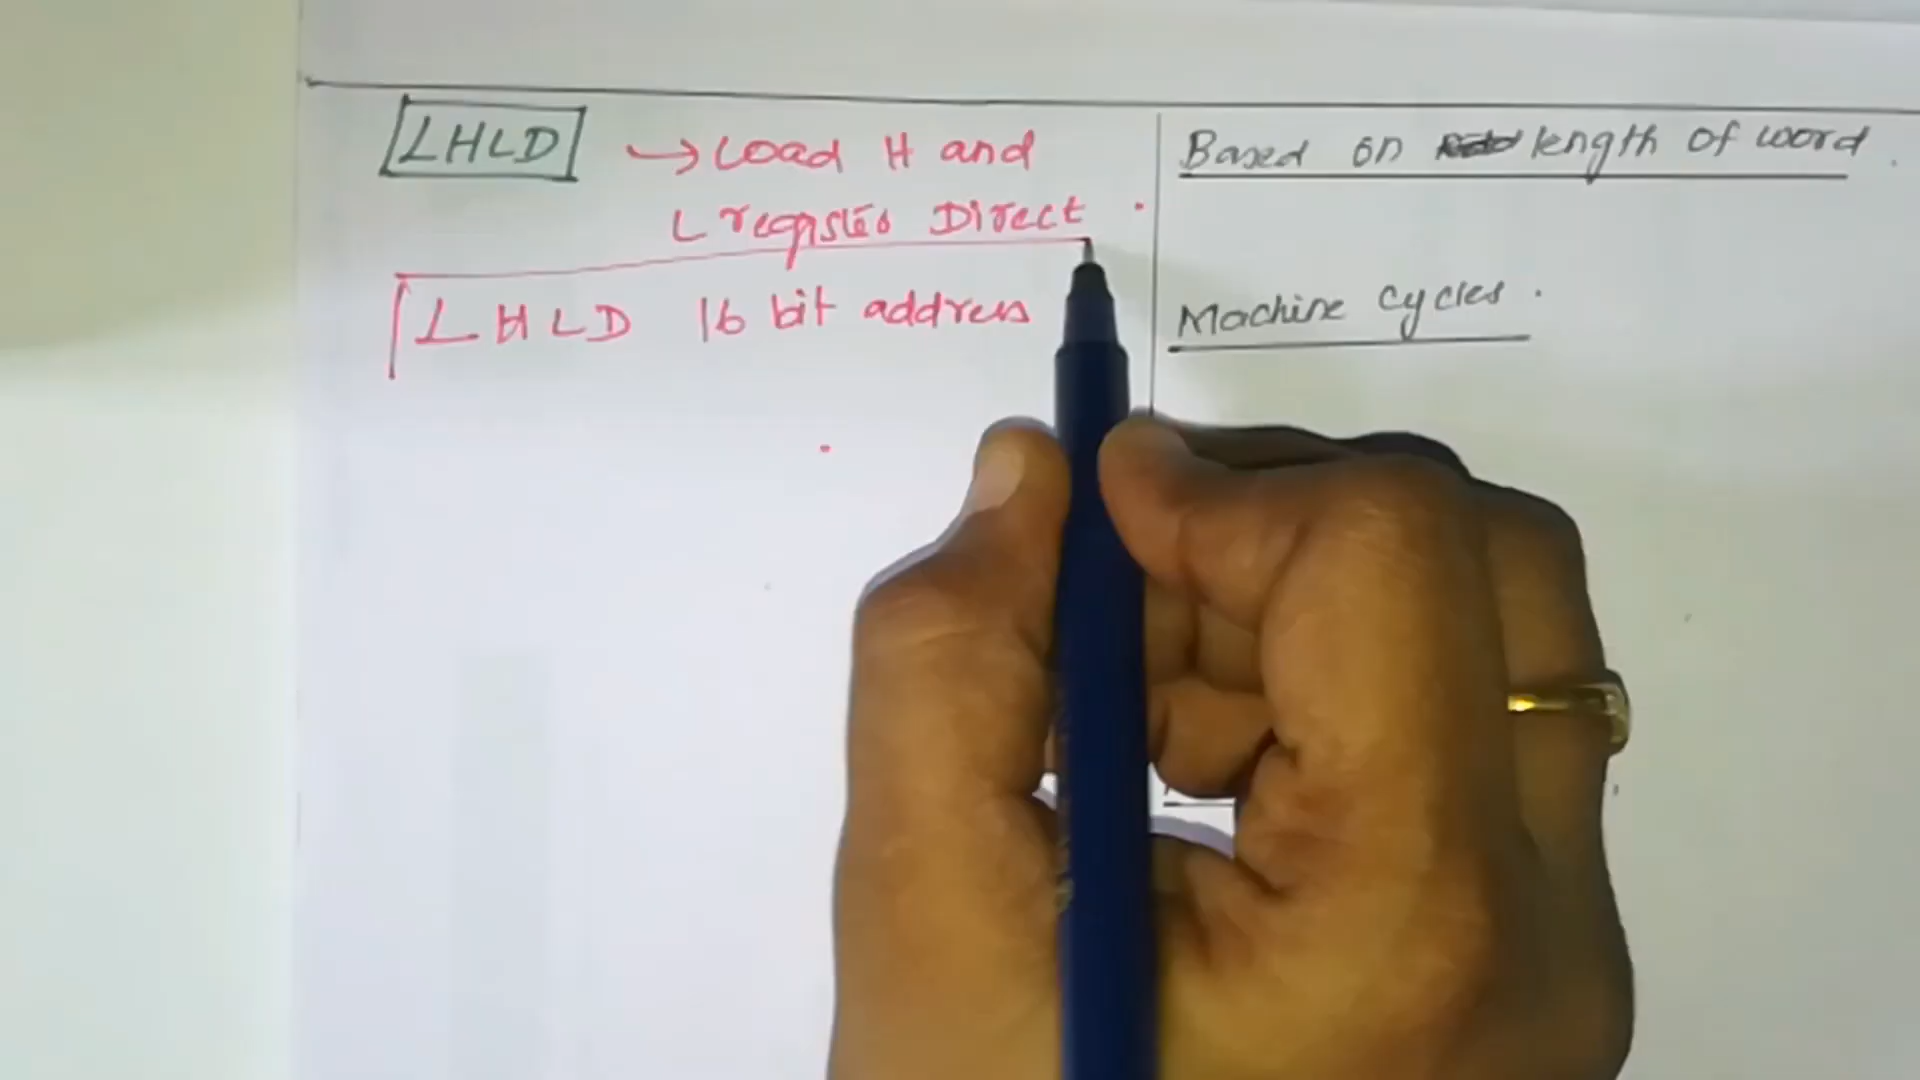 LHLD → Load H and
L register Direct.
LHLD 16 bit address
Based on length of word.
Machine cycles.